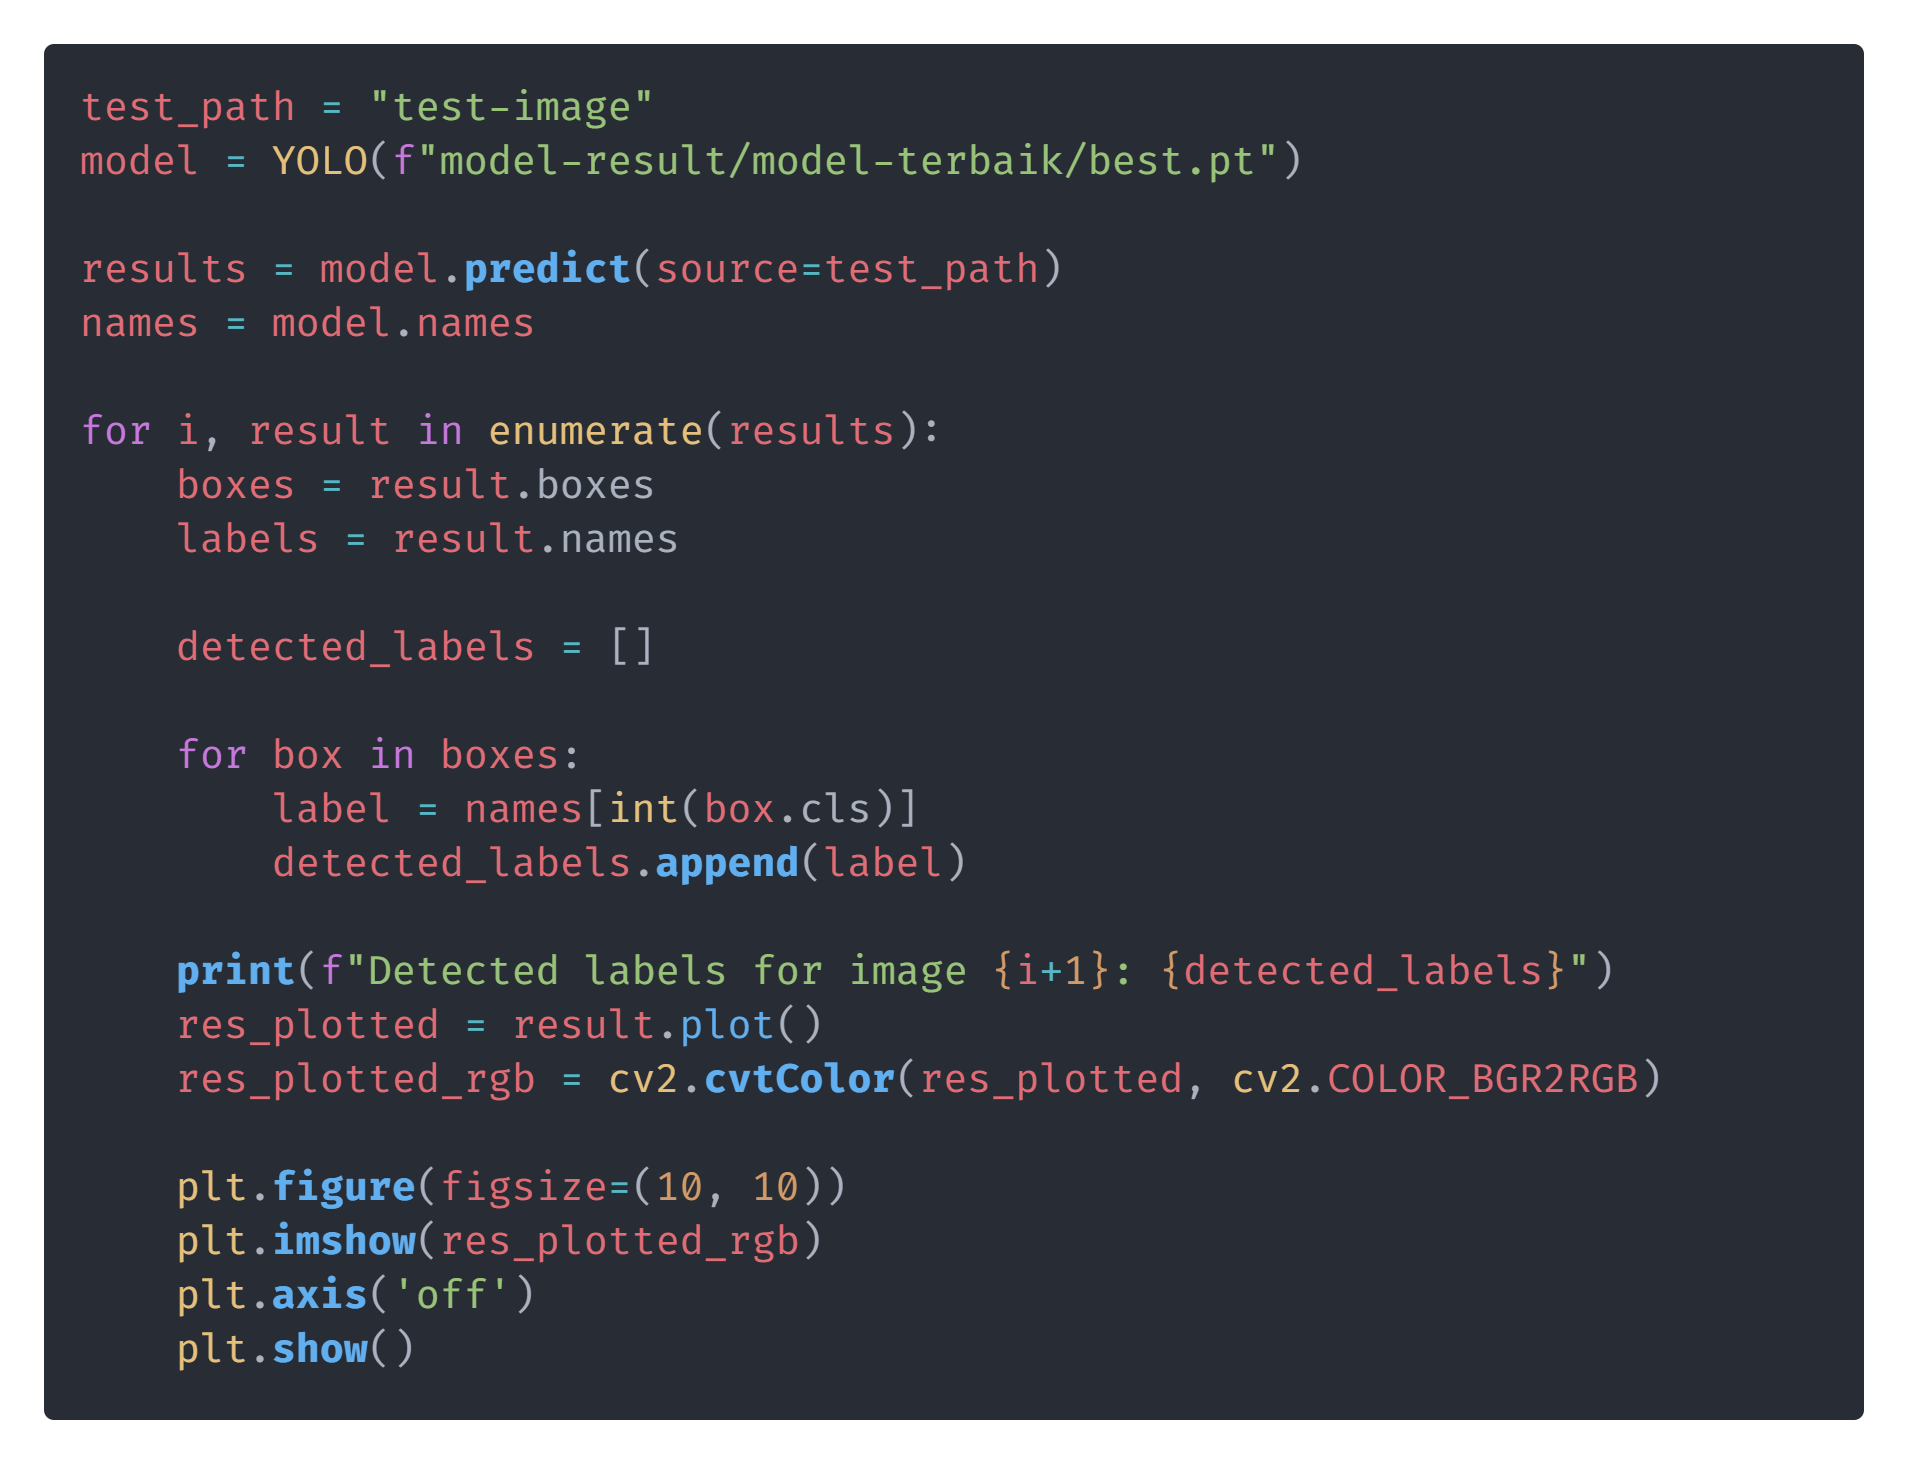 test_path = "test-image"
model = YOLO(f"model-result/model-terbaik/best.pt")

results = model.predict(source=test_path)
names = model.names

for i, result in enumerate(results):
    boxes = result.boxes
    labels = result.names

    detected_labels = []

    for box in boxes:
        label = names[int(box.cls)]
        detected_labels.append(label)

    print(f"Detected labels for image {i+1}: {detected_labels}")
    res_plotted = result.plot()
    res_plotted_rgb = cv2.cvtColor(res_plotted, cv2.COLOR_BGR2RGB)

    plt.figure(figsize=(10, 10))
    plt.imshow(res_plotted_rgb)
    plt.axis('off')
    plt.show()